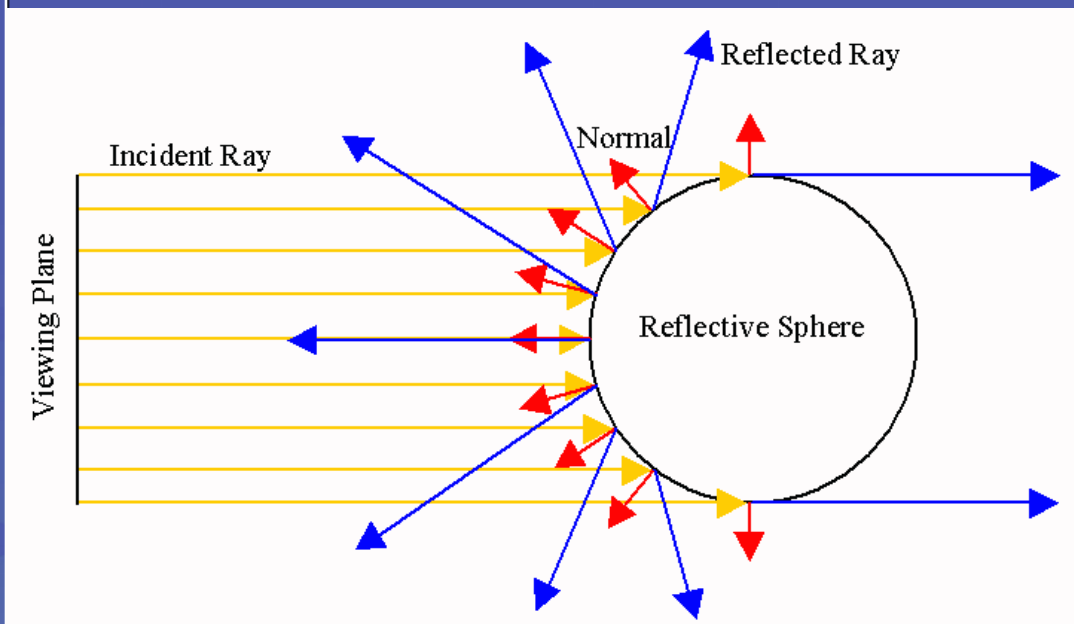 Reflected Ray
Normal
Incident Ray
Viewing Plane
Reflective Sphere